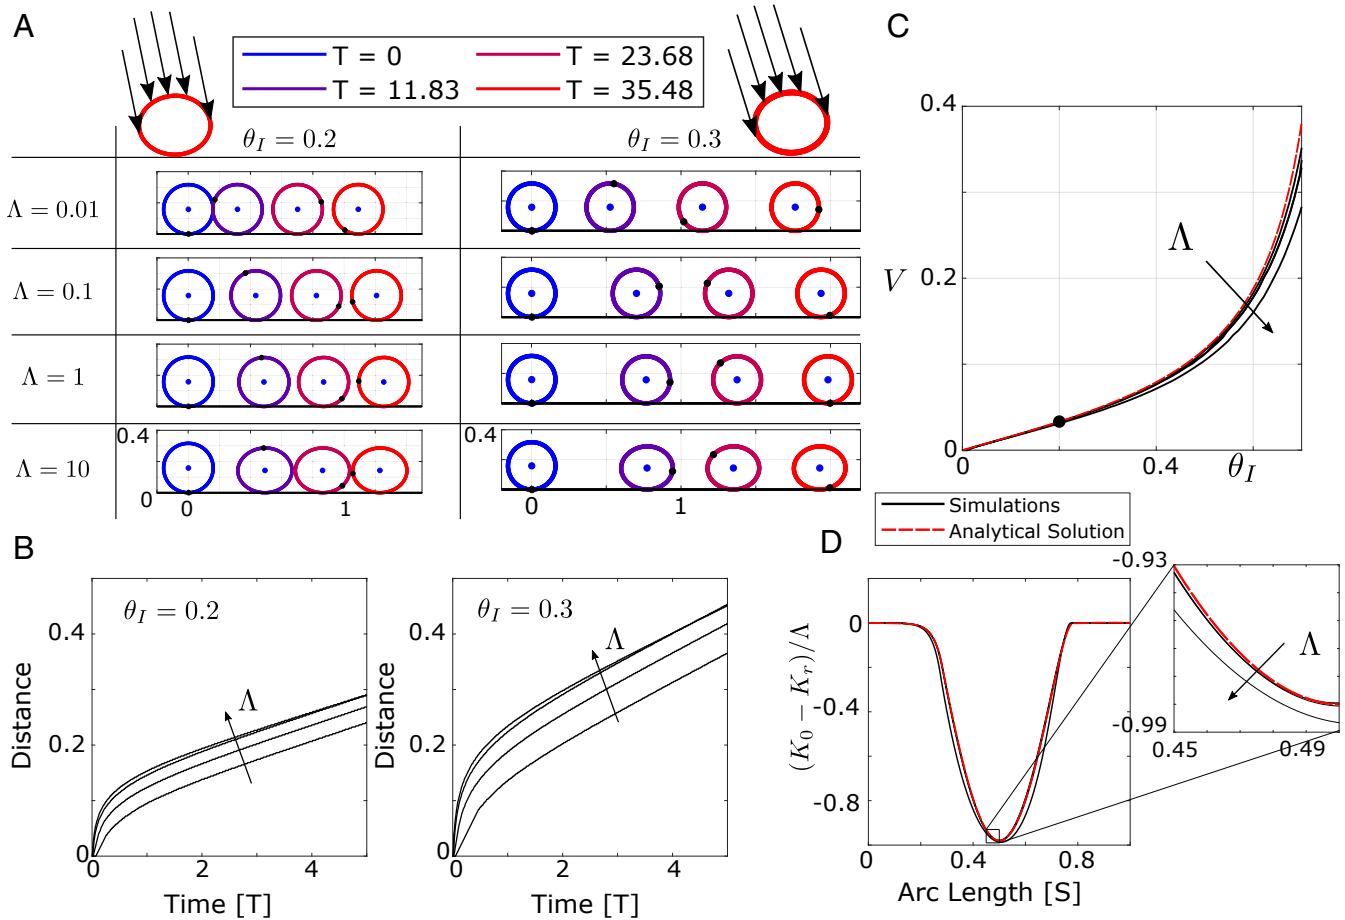 A
T = 0
T = 23.68
T = 11.83
T = 35.48
θ_I = 0.2
θ_I = 0.3
Λ = 0.01
Λ = 0.1
Λ = 1
Λ = 10
0.4
0
0
1
0.4
0
1
B
θ_I = 0.2
Λ
0.4
0.2
0
0
2
4
Distance
Time [T]
θ_I = 0.3
Λ
0.4
0.2
0
0
2
4
Distance
Time [T]
C
0.4
0.2
0
V
Λ
0
0.4
θ_I
Simulations
Analytical Solution
D
0
-0.4
-0.8
(K_0 − K_r)/Λ
0
0.4
0.8
Arc Length [S]
-0.93
-0.99
Λ
0.45
0.49